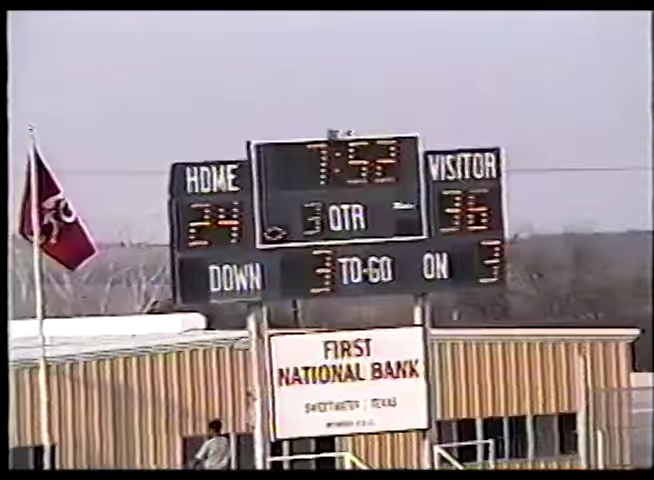 HOME
VISITOR
7:52
24
3 QTR
36
DOWN
3 TO-GO
ON
3
FIRST
NATIONAL BANK
SWEETWATER, TEXAS
MEMBER F.D.I.C.